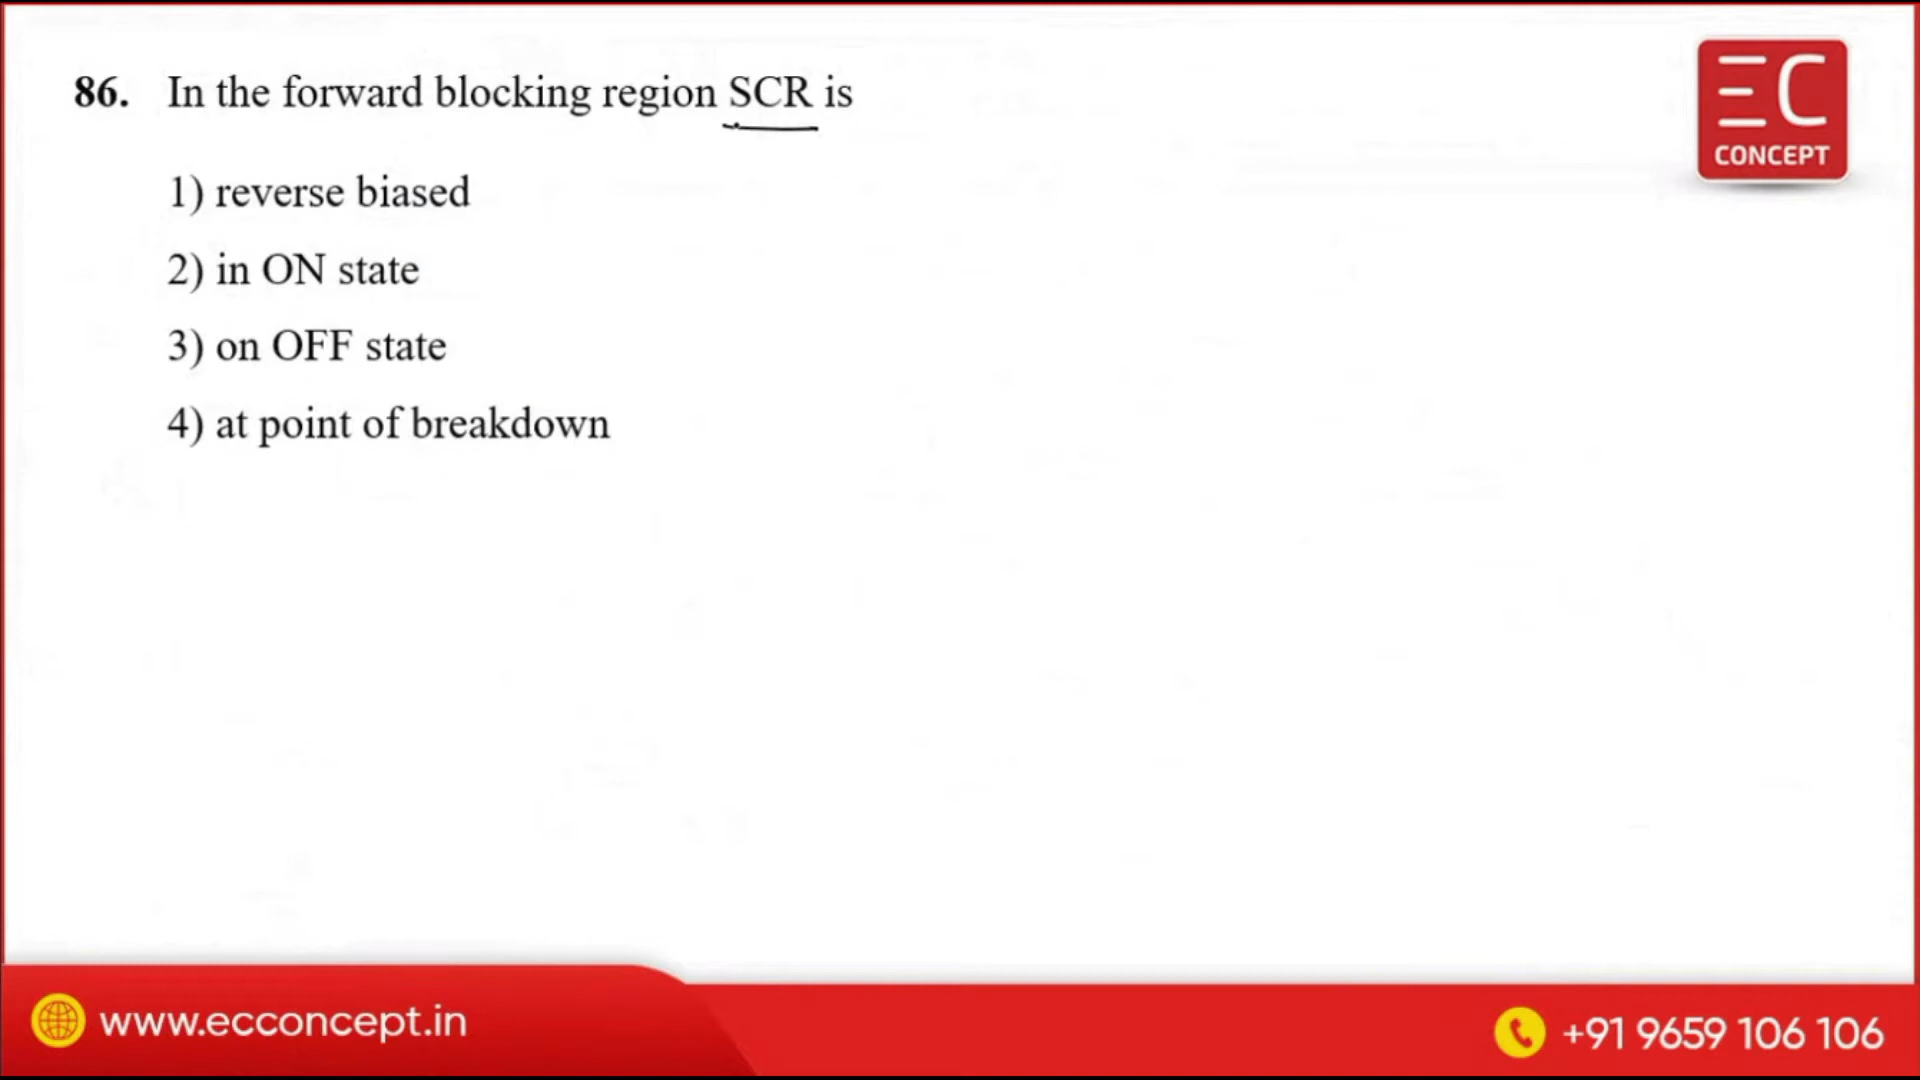 86. In the forward blocking region SCR is
1) reverse biased
2) in ON state
3) on OFF state
4) at point of breakdown
EC
CONCEPT
www.ecconcept.in
+91 9659 106 106